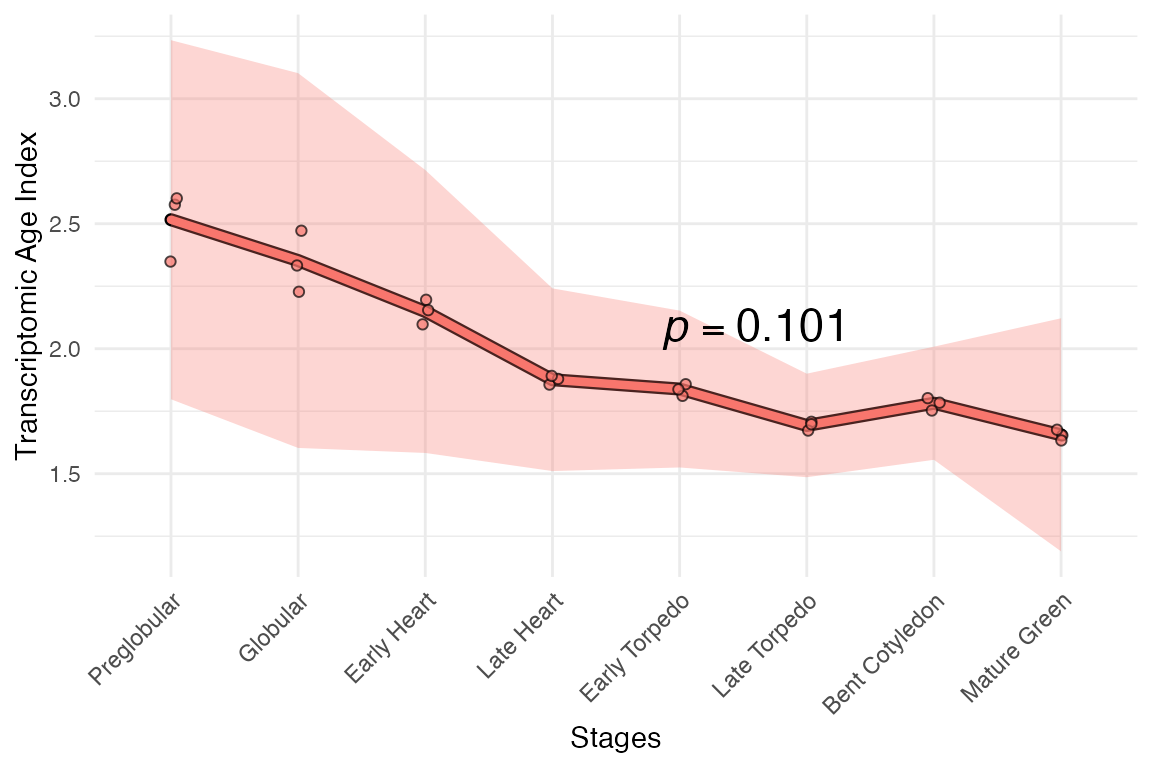 Transcriptomic Age Index
3.0
2.5
2.0
1.5
p = 0.101
Preglobular
Globular
Early Heart
Late Heart
Early Torpedo
Late Torpedo
Bent Cotyledon
Mature Green
Stages